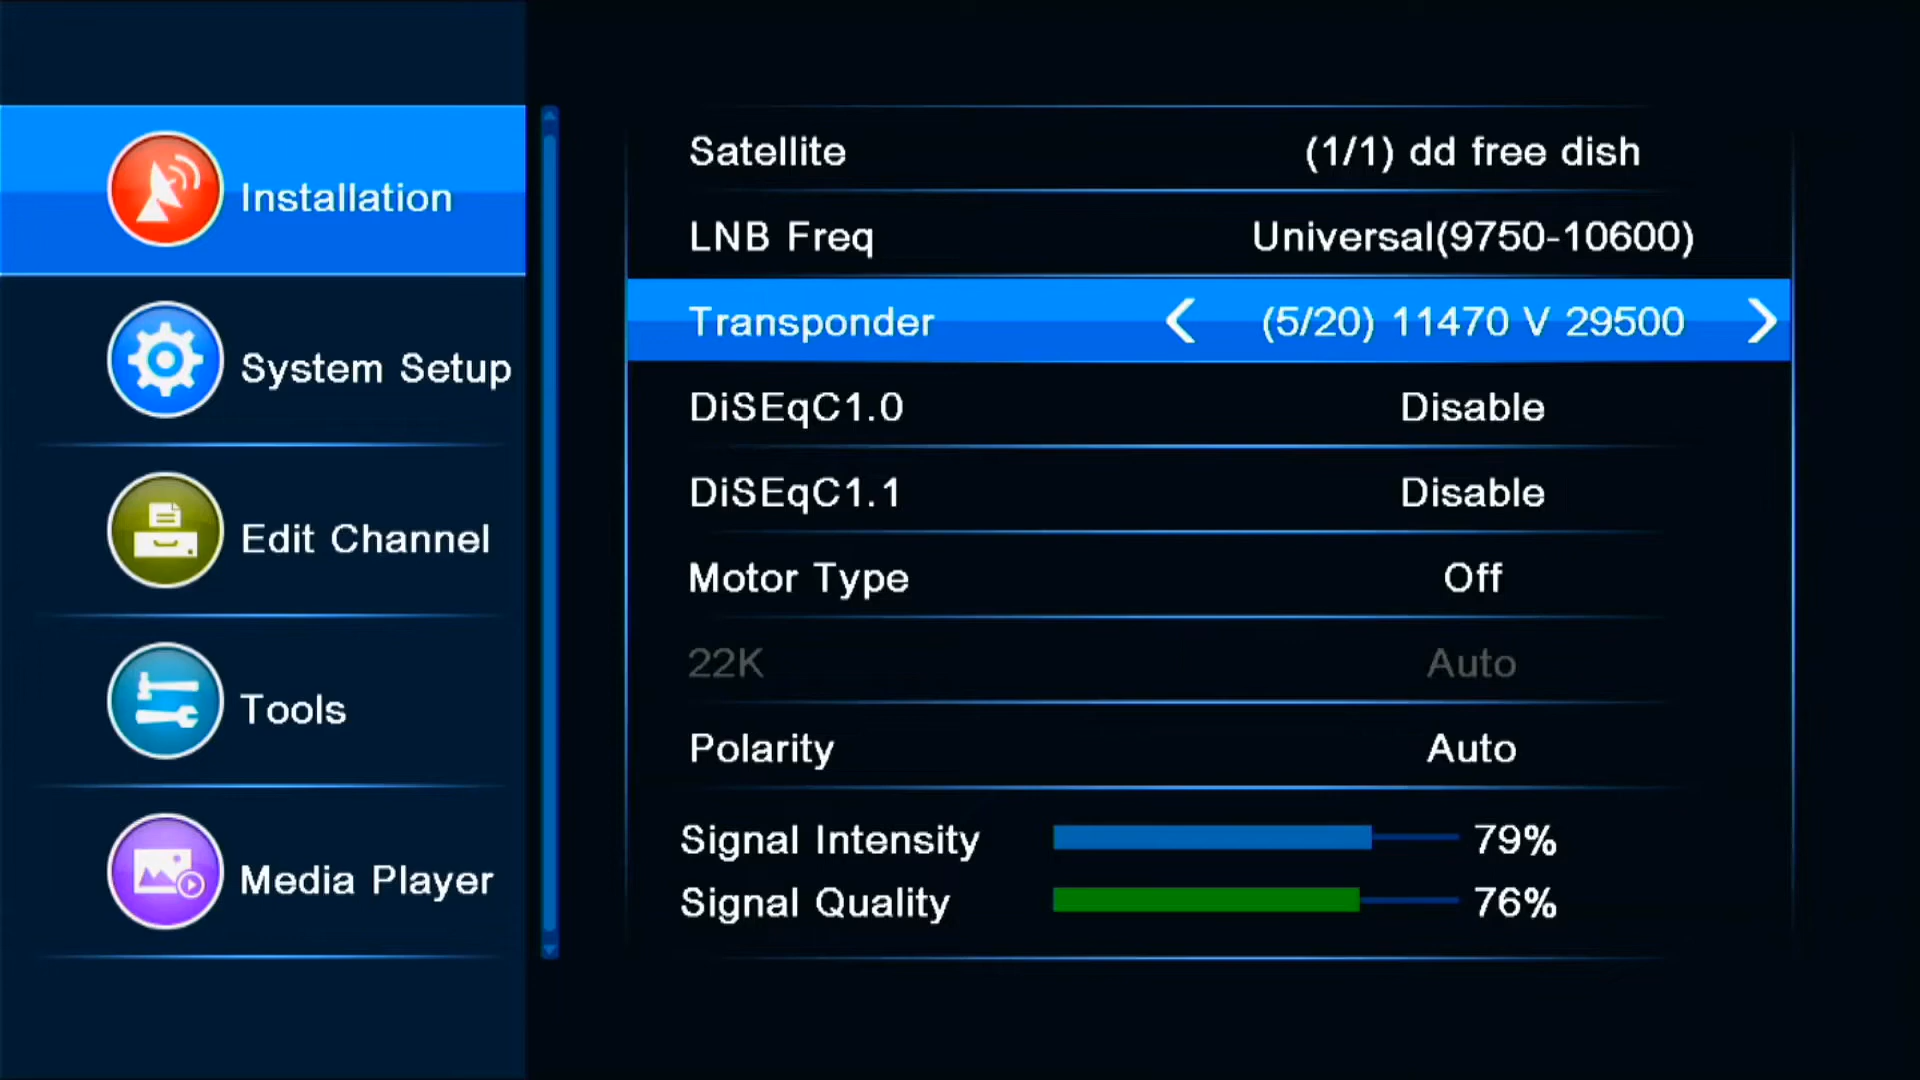 Installation
System Setup
Edit Channel
Tools
Media Player
Satellite (1/1) dd free dish
LNB Freq Universal(9750-10600)
Transponder (5/20) 11470 V 29500
DiSEqC1.0 Disable
DiSEqC1.1 Disable
Motor Type Off
22K Auto
Polarity Auto
Signal Intensity 79%
Signal Quality 76%